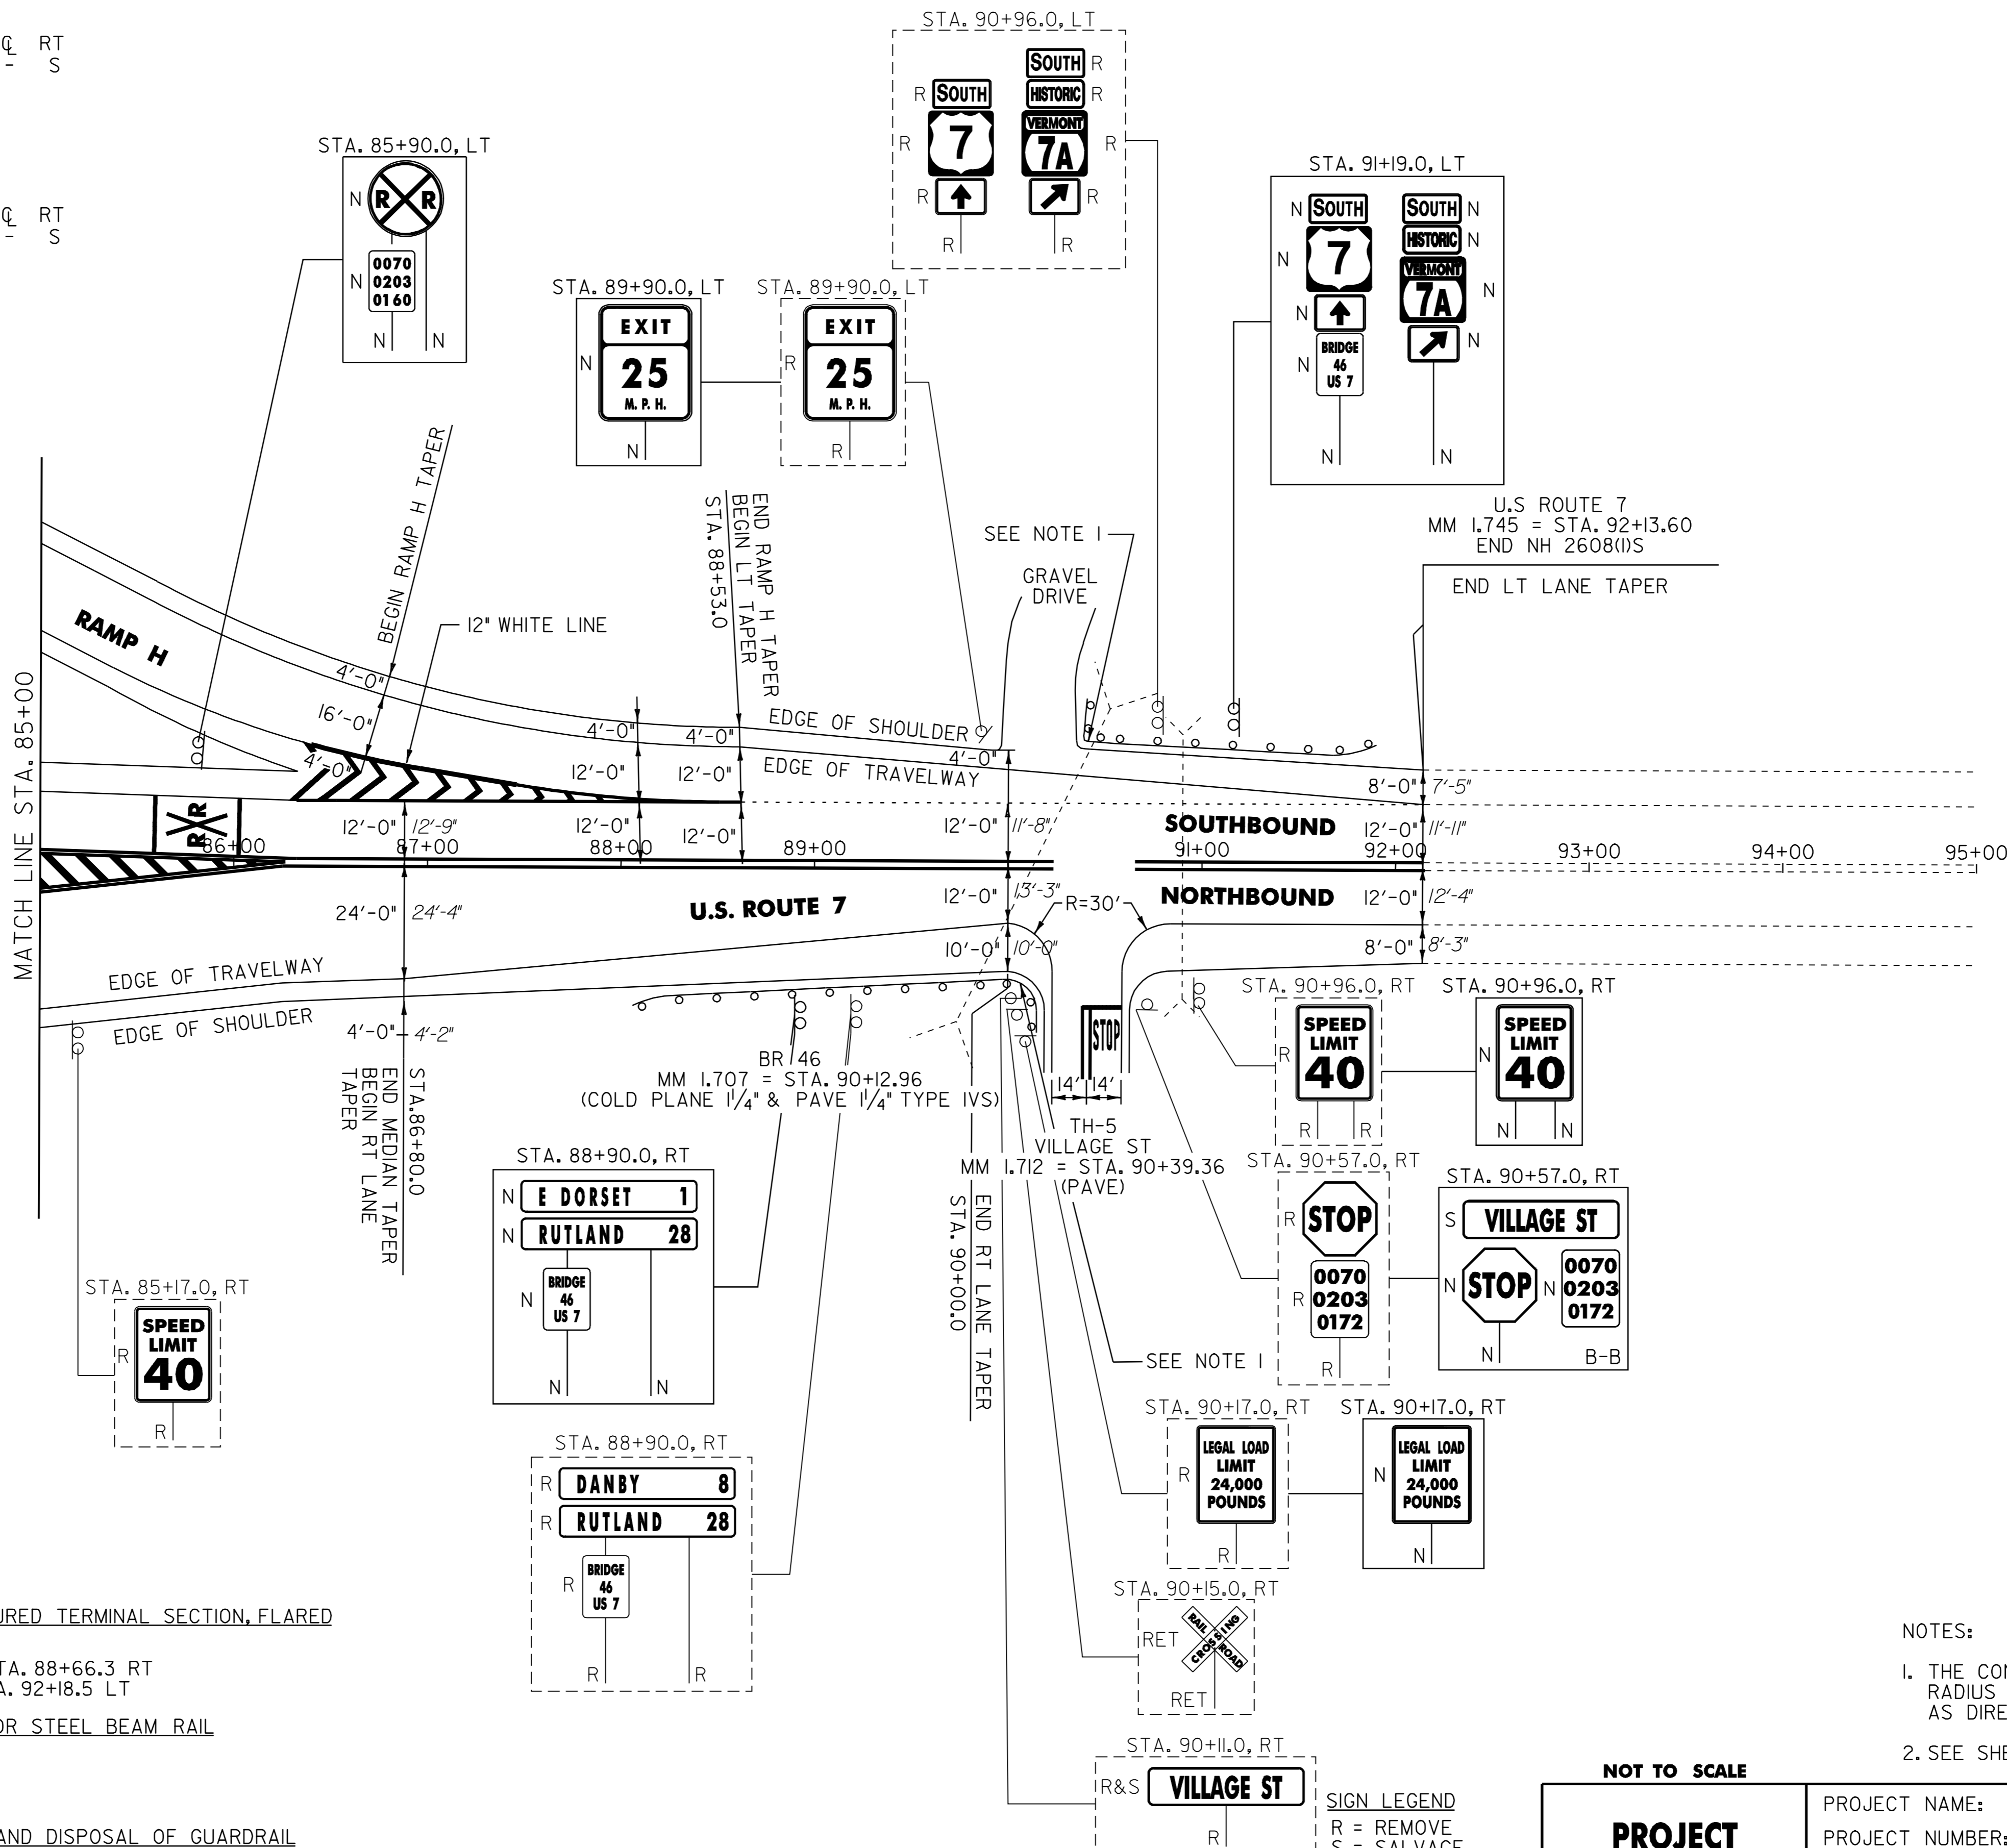 ℄ RT
- S
℄ RT
- S
STA. 90+96.0, LT
R SOUTH
R 7
R
R
SOUTH R
HISTORIC R
VERMONT
7A R
R
R
STA. 85+90.0, LT
N R R
N 0070
0203
0160
N N
STA. 91+19.0, LT
N SOUTH
N 7
N
N BRIDGE
46
US 7
N
SOUTH N
HISTORIC N
VERMONT
7A N
N
N
STA. 89+90.0, LT
N EXIT
25
M. P. H.
N
STA. 89+90.0, LT
R EXIT
25
M. P. H.
R
U.S ROUTE 7
MM 1.745 = STA. 92+13.60
END NH 2608(1)S
END LT LANE TAPER
SEE NOTE 1
GRAVEL
DRIVE
BEGIN RAMP H TAPER
END RAMP H TAPER
BEGIN LT TAPER
STA. 88+53.0
12" WHITE LINE
RAMP H
MATCH LINE STA. 85+00
4'-0"
16'-0"
4'-0"
4'-0" 4'-0"
12'-0" 12'-0"
EDGE OF SHOULDER
EDGE OF TRAVELWAY
4'-0"
8'-0" 7'-5"
R R
12'-0" 12'-9"
12'-0"
12'-0"
12'-0" 11'-8"
SOUTHBOUND
12'-0" 11'-11"
86+00 87+00 88+00 89+00 91+00 92+00 93+00 94+00 95+00
24'-0" 24'-4"
U.S. ROUTE 7
12'-0" 13'-3"
R=30'
NORTHBOUND
12'-0" 12'-4"
10'-0" 10'-0"
8'-0" 8'-3"
EDGE OF TRAVELWAY
EDGE OF SHOULDER
4'-0" 4'-2"
STA.86+80.0
END MEDIAN TAPER
BEGIN RT LANE
TAPER
BR 46
MM 1.707 = STA. 90+12.96
(COLD PLANE 1 1/4" & PAVE 1 1/4" TYPE IVS)
STOP
14' 14'
TH-5
VILLAGE ST
MM 1.712 = STA. 90+39.36
(PAVE)
END RT LANE TAPER
STA. 90+00.0
SEE NOTE 1
STA. 90+96.0, RT
R SPEED
LIMIT
40
R R
STA. 90+96.0, RT
N SPEED
LIMIT
40
N N
STA. 90+57.0, RT
R STOP
R 0070
0203
0172
R
STA. 90+57.0, RT
S VILLAGE ST
N STOP
N 0070
0203
0172
N B-B
STA. 88+90.0, RT
N E DORSET 1
N RUTLAND 28
N BRIDGE
46
US 7
N N
STA. 85+17.0, RT
R SPEED
LIMIT
40
R
STA. 88+90.0, RT
R DANBY 8
R RUTLAND 28
R BRIDGE
46
US 7
R R
STA. 90+17.0, RT
R LEGAL LOAD
LIMIT
24,000
POUNDS
R
STA. 90+17.0, RT
N LEGAL LOAD
LIMIT
24,000
POUNDS
N
STA. 90+15.0, RT
RET RAIL ROAD
CROSSING
RET
STA. 90+11.0, RT
R&S VILLAGE ST
R
SIGN LEGEND
R = REMOVE
S = SALVAGE
URED TERMINAL SECTION, FLARED
TA. 88+66.3 RT
A. 92+18.5 LT
OR STEEL BEAM RAIL
AND DISPOSAL OF GUARDRAIL
NOTES:
1. THE CON
RADIUS
AS DIRE
2. SEE SHE
NOT TO SCALE
PROJECT
PROJECT NAME:
PROJECT NUMBER: